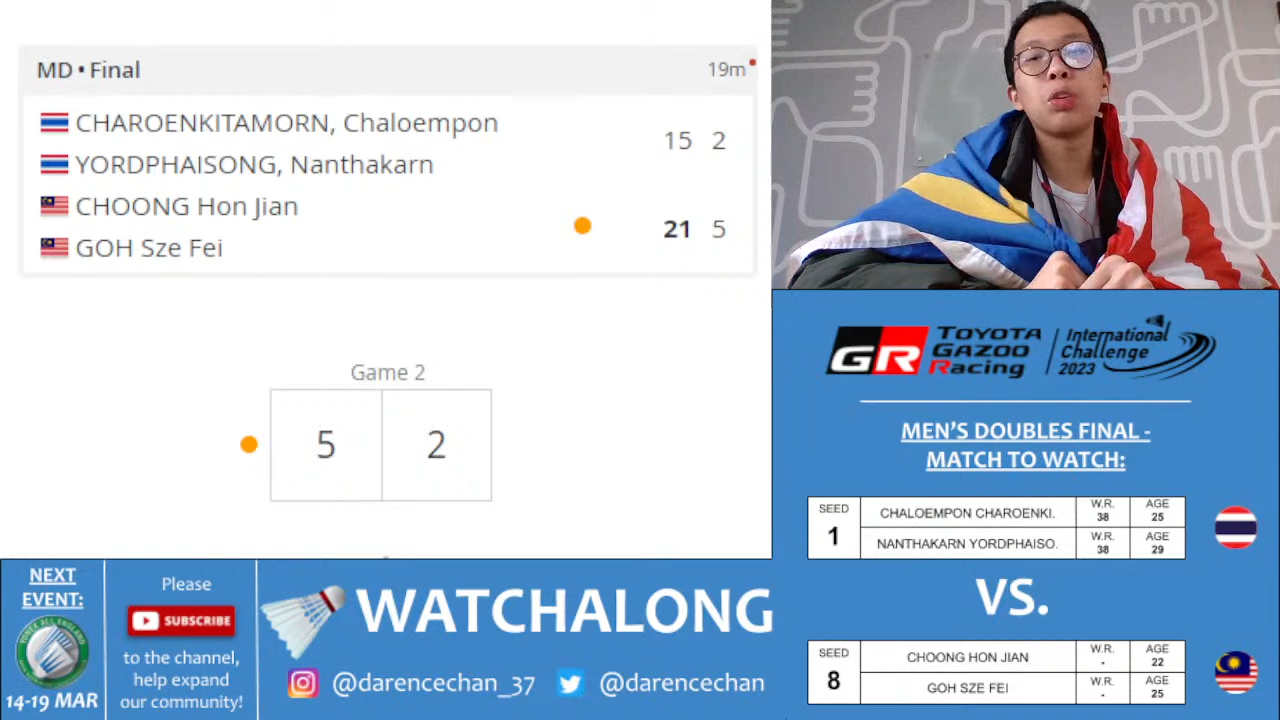 MD • Final
19m
CHAROENKITAMORN, Chaloempon
YORDPHAISONG, Nanthakarn
15 2
CHOONG Hon Jian
GOH Sze Fei
21 5
Game 2
5 2
TOYOTA
GAZOO
Racing
GR
International
Challenge
2023
MEN'S DOUBLES FINAL -
MATCH TO WATCH:
SEED
1
CHALOEMPON CHAROENKI.
W.R.
38
AGE
25
NANTHAKARN YORDPHAISO.
W.R.
38
AGE
29
VS.
SEED
8
CHOONG HON JIAN
W.R.
-
AGE
22
GOH SZE FEI
W.R.
-
AGE
25
NEXT
EVENT:
14-19 MAR
Please
SUBSCRIBE
to the channel,
help expand
our community!
WATCHALONG
@darencechan_37
@darencechan